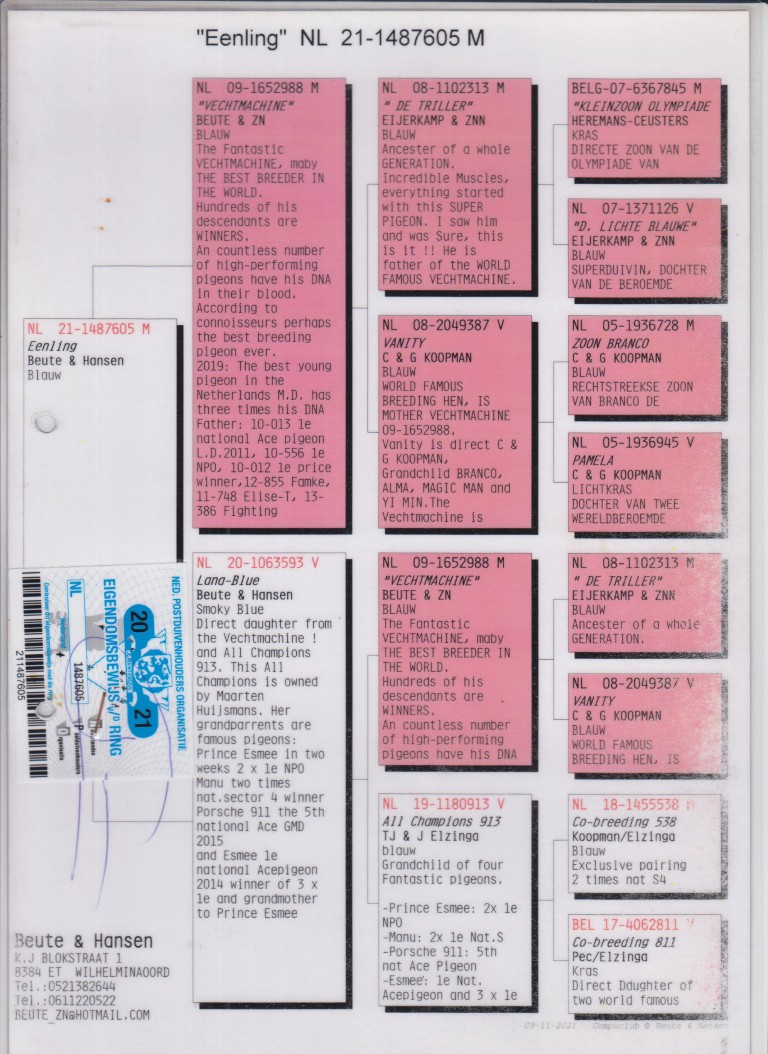 "Eenling" NL 21-1487605 M
NL 21-1487605 M
Eenling
Beute & Hansen
Blauw
NL 09-1652988 M
"VECHTMACHINE"
BEUTE & ZN
BLAUW
The Fantastic
VECHTMACHINE, maby
THE BEST BREEDER IN
THE WORLD.
Hundreds of his
descendants are
WINNERS.
An countless number
of high-performing
pigeons have his DNA
in their blood.
According to
connoisseurs perhaps
the best breeding
pigeon ever.
2019: The best young
pigeon in the
Netherlands M.D. has
three times his DNA
Father: 10-013 1e
national Ace pigeon
L.D.2011, 10-556 1e
NPO, 10-012 1e price
winner,12-855 Famke,
11-748 Elise-T, 13-
386 Fighting
NL 20-1063593 V
Lana-Blue
Beute & Hansen
Smoky Blue
Direct daughter from
the Vechtmachine !
and All Champions
913. This All
Champions is owned
by Maarten
Huijsmans. Her
grandparrents are
famous pigeons:
Prince Esmee in two
weeks 2 x 1e NPO
Manu two times
nat.sector 4 winner
Porsche 911 the 5th
national Ace GMD
2015
and Esmee 1e
national Acepigeon
2014 winner of 3 x
1e and grandmother
to Prince Esmee
NL 08-1102313 M
" DE TRILLER"
EIJERKAMP & ZNN
BLAUW
Ancester of a whole
GENERATION.
Incredible Muscles,
everything started
with this SUPER
PIGEON. I saw him
and was Sure, this
is it !! He is
father of the WORLD
FAMOUS VECHTMACHINE.
NL 08-2049387 V
VANITY
C & G KOOPMAN
BLAUW
WORLD FAMOUS
BREEDING HEN, IS
MOTHER VECHTMACHINE
09-1652988.
Vanity is direct C &
G KOOPMAN,
Grandchild BRANCO,
ALMA, MAGIC MAN and
YI MIN.The
Vechtmachine is
NL 09-1652988 M
"VECHTMACHINE"
BEUTE & ZN
BLAUW
The Fantastic
VECHTMACHINE, maby
THE BEST BREEDER IN
THE WORLD.
Hundreds of his
descendants are
WINNERS.
An countless number
of high-performing
pigeons have his DNA
NL 19-1180913 V
All Champions 913
TJ & J Elzinga
blauw
Grandchild of four
Fantastic pigeons.
-Prince Esmee: 2x 1e
NPO
-Manu: 2x 1e Nat.S
-Porsche 911: 5th
nat Ace Pigeon
-Esmee: 1e Nat.
Acepigeon and 3 x 1e
BELG-07-6367845 M
"KLEINZOON OLYMPIADE
HEREMANS-CEUSTERS
KRAS
DIRECTE ZOON VAN DE
OLYMPIADE VAN
NL 07-1371126 V
"D. LICHTE BLAUWE"
EIJERKAMP & ZNN
BLAUW
SUPERDUIVIN, DOCHTER
VAN DE BEROEMDE
NL 05-1936728 M
ZOON BRANCO
C & G KOOPMAN
BLAUW
RECHTSTREEKSE ZOON
VAN BRANCO DE
NL 05-1936945 V
PAMELA
C & G KOOPMAN
LICHTKRAS
DOCHTER VAN TWEE
WERELDBEROEMDE
NL 08-1102313 M
" DE TRILLER"
EIJERKAMP & ZNN
BLAUW
Ancester of a whole
GENERATION.
NL 08-2049387 V
VANITY
C & G KOOPMAN
BLAUW
WORLD FAMOUS
BREEDING HEN, IS
NL 18-1455538 M
Co-breeding 538
Koopman/Elzinga
Blauw
Exclusive pairing
2 times nat S4
BEL 17-4062811 V
Co-breeding 811
Pec/Elzinga
Kras
Direct Ddughter of
two world famous
NED. POSTDUIVENHOUDERS ORGANISATIE
20 21
EIGENDOMSBEWIJS v/d RING
NL
1487605
211487605
Beute & Hansen
K.J BLOKSTRAAT 1
8384 ET WILHELMINAOORD
Tel.:0521382644
Tel.:0611220522
BEUTE_ZN@HOTMAIL.COM
09-11-2021 Compuclub © Beute & Hansen